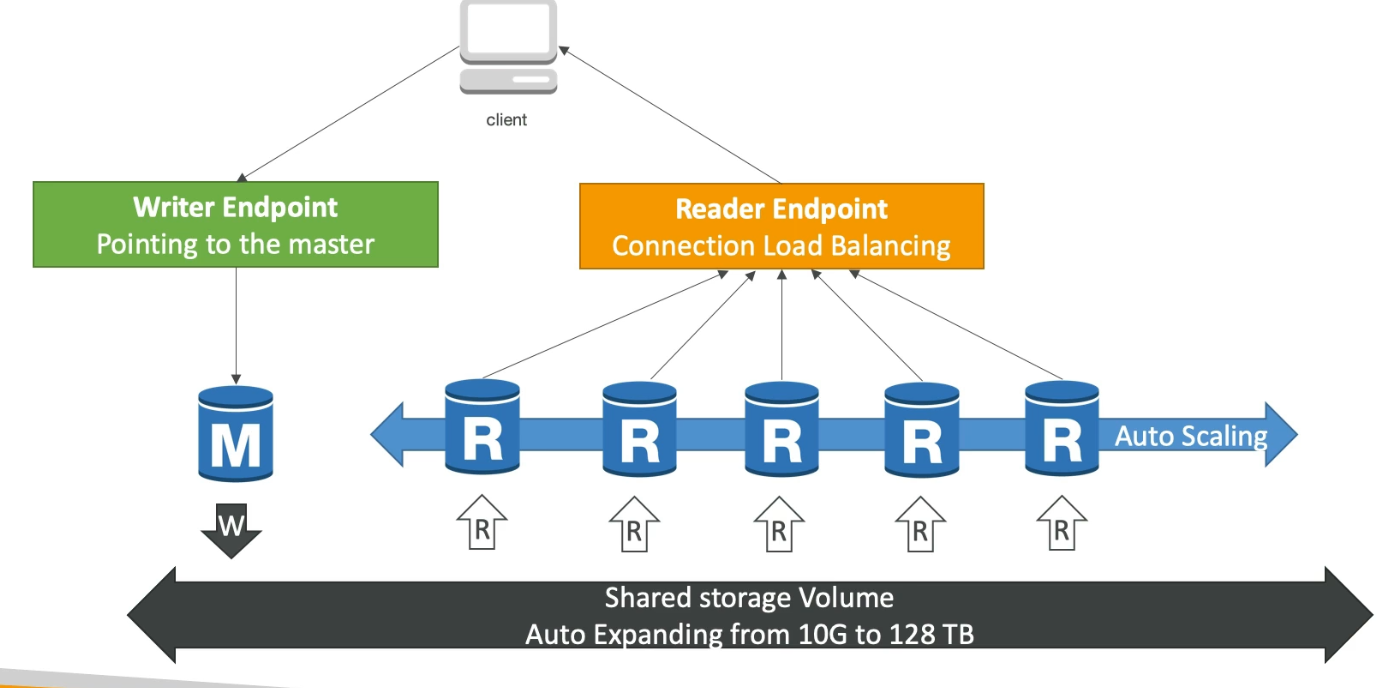 client
Writer Endpoint
Pointing to the master
Reader Endpoint
Connection Load Balancing
M
R
R
R
R
R
Auto Scaling
W
R
R
R
R
R
Shared storage Volume
Auto Expanding from 10G to 128 TB